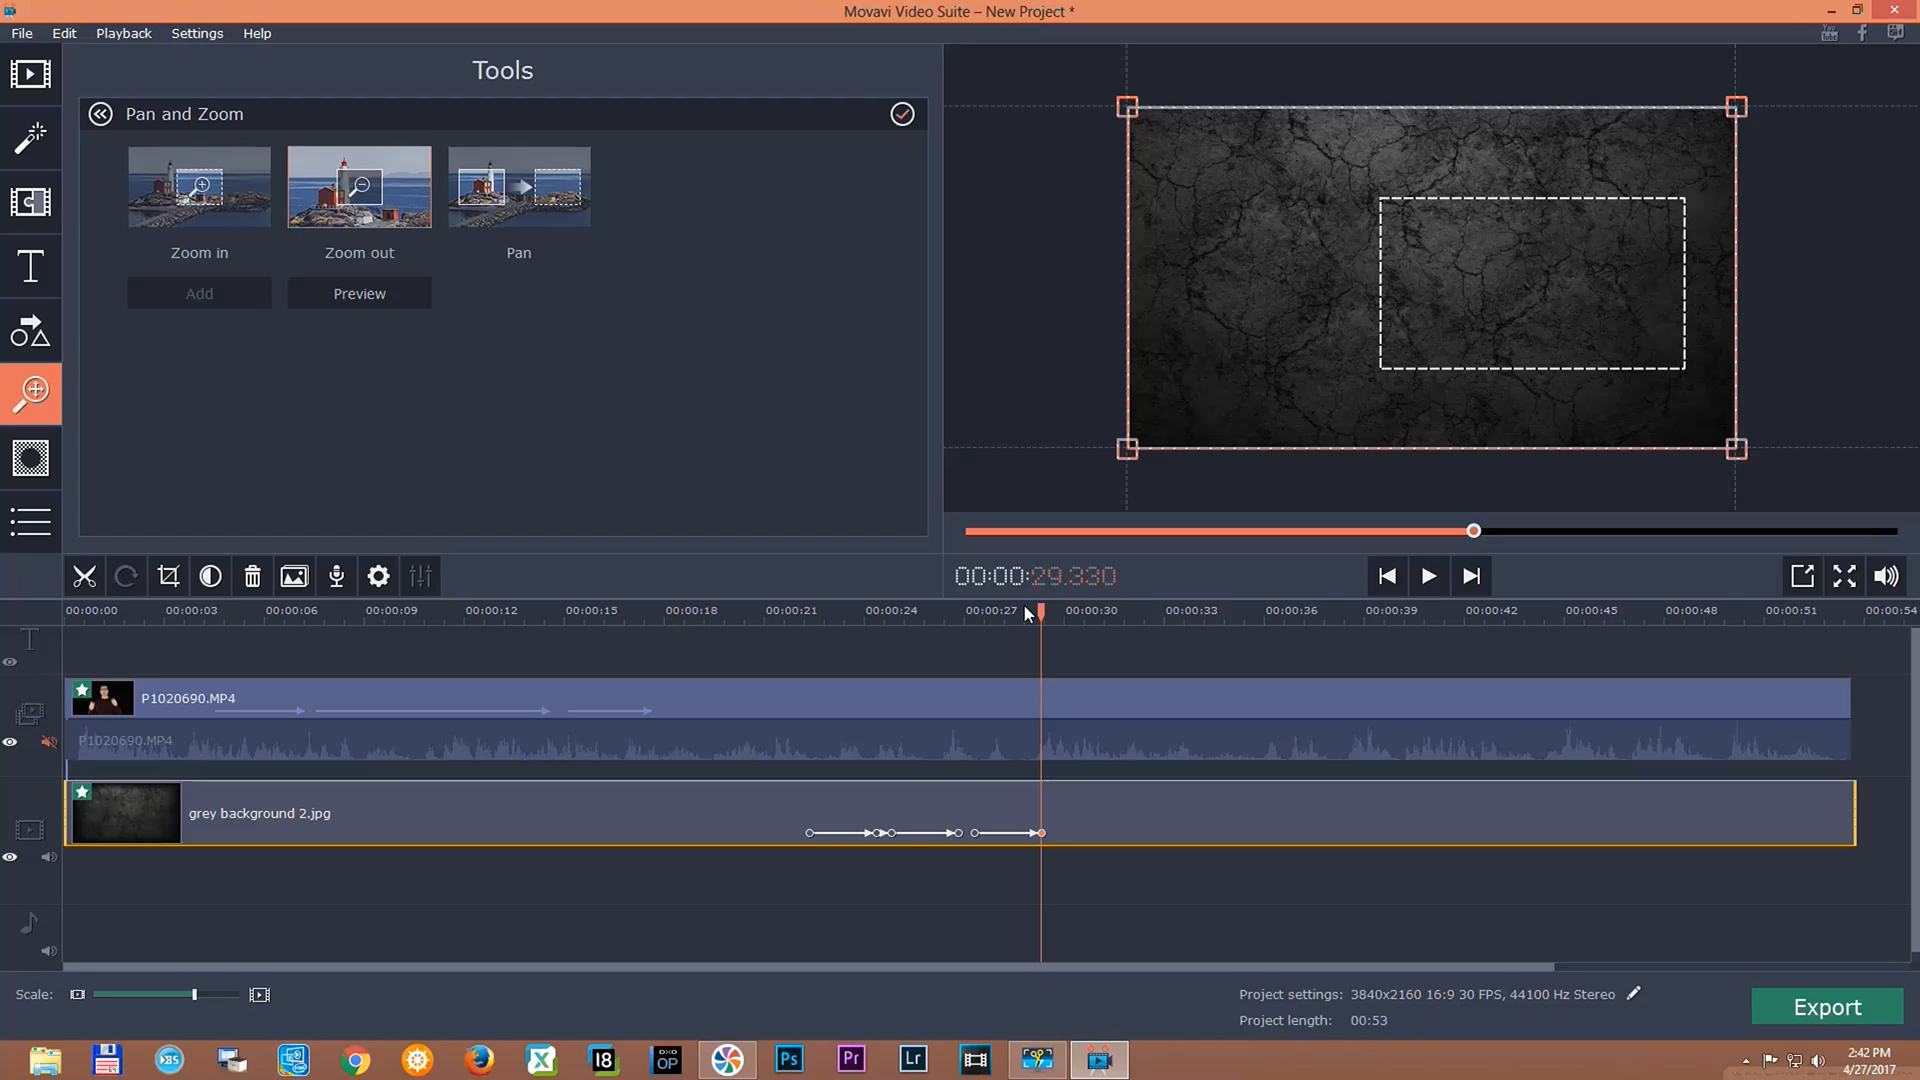 Movavi Video Suite – New Project *
File Edit Playback Settings Help
You
Tube
Tools
Pan and Zoom
Zoom in Zoom out Pan
Add Preview
00:00:29.330
00:00:00 00:00:03 00:00:06 00:00:09 00:00:12 00:00:15 00:00:18 00:00:21 00:00:24 00:00:27 00:00:30 00:00:33 00:00:36 00:00:39 00:00:42 00:00:45 00:00:48 00:00:51 00:00:54
P1020690.MP4
P1020690.MP4
grey background 2.jpg
Scale:
Project settings: 3840x2160 16:9 30 FPS, 44100 Hz Stereo
Project length: 00:53
Export
Ps Pr Lr
2:42 PM
4/27/2017